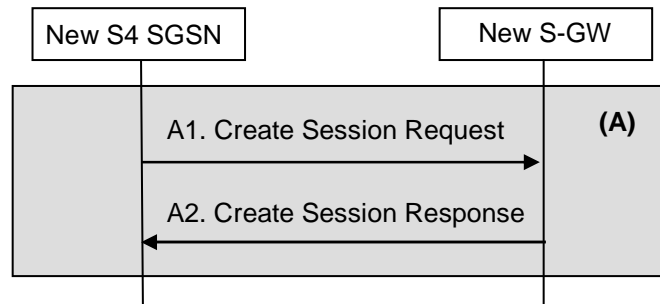 New S4 SGSN
New S-GW
(A)
A1. Create Session Request
A2. Create Session Response